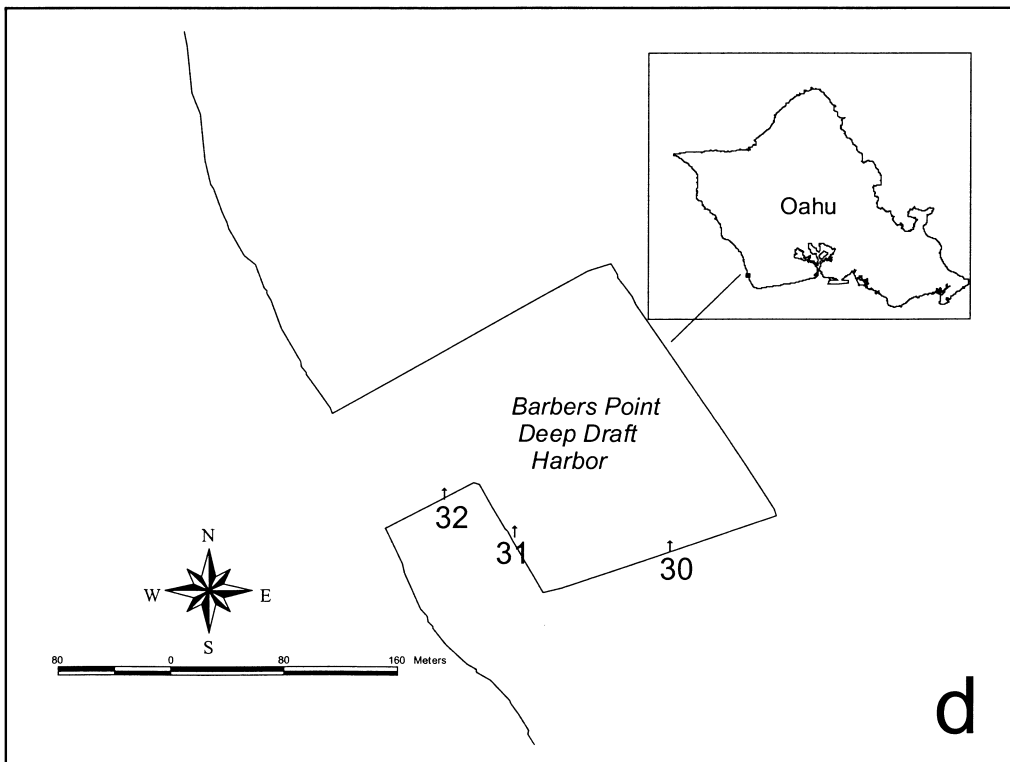 Oahu
Barbers Point
Deep Draft
Harbor
32
31
30
N
W
E
S
80
0
80
160
Meters
d